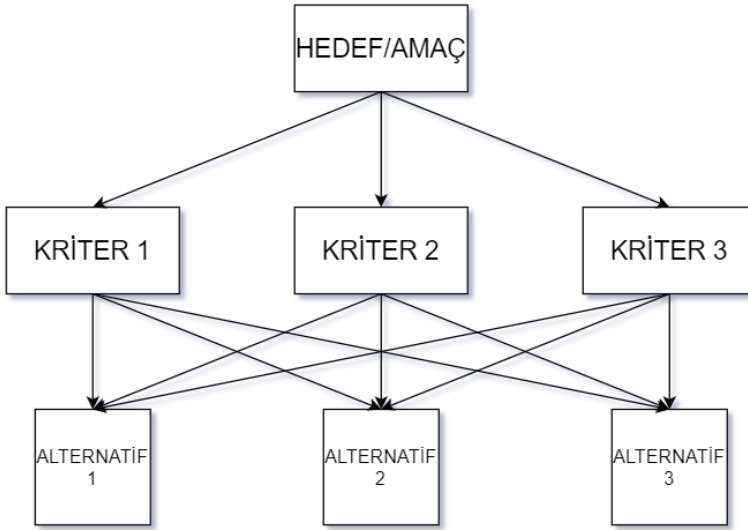 HEDEF/AMAÇ
KRİTER 1
KRİTER 2
KRİTER 3
ALTERNATİF
1
ALTERNATİF
2
ALTERNATİF
3